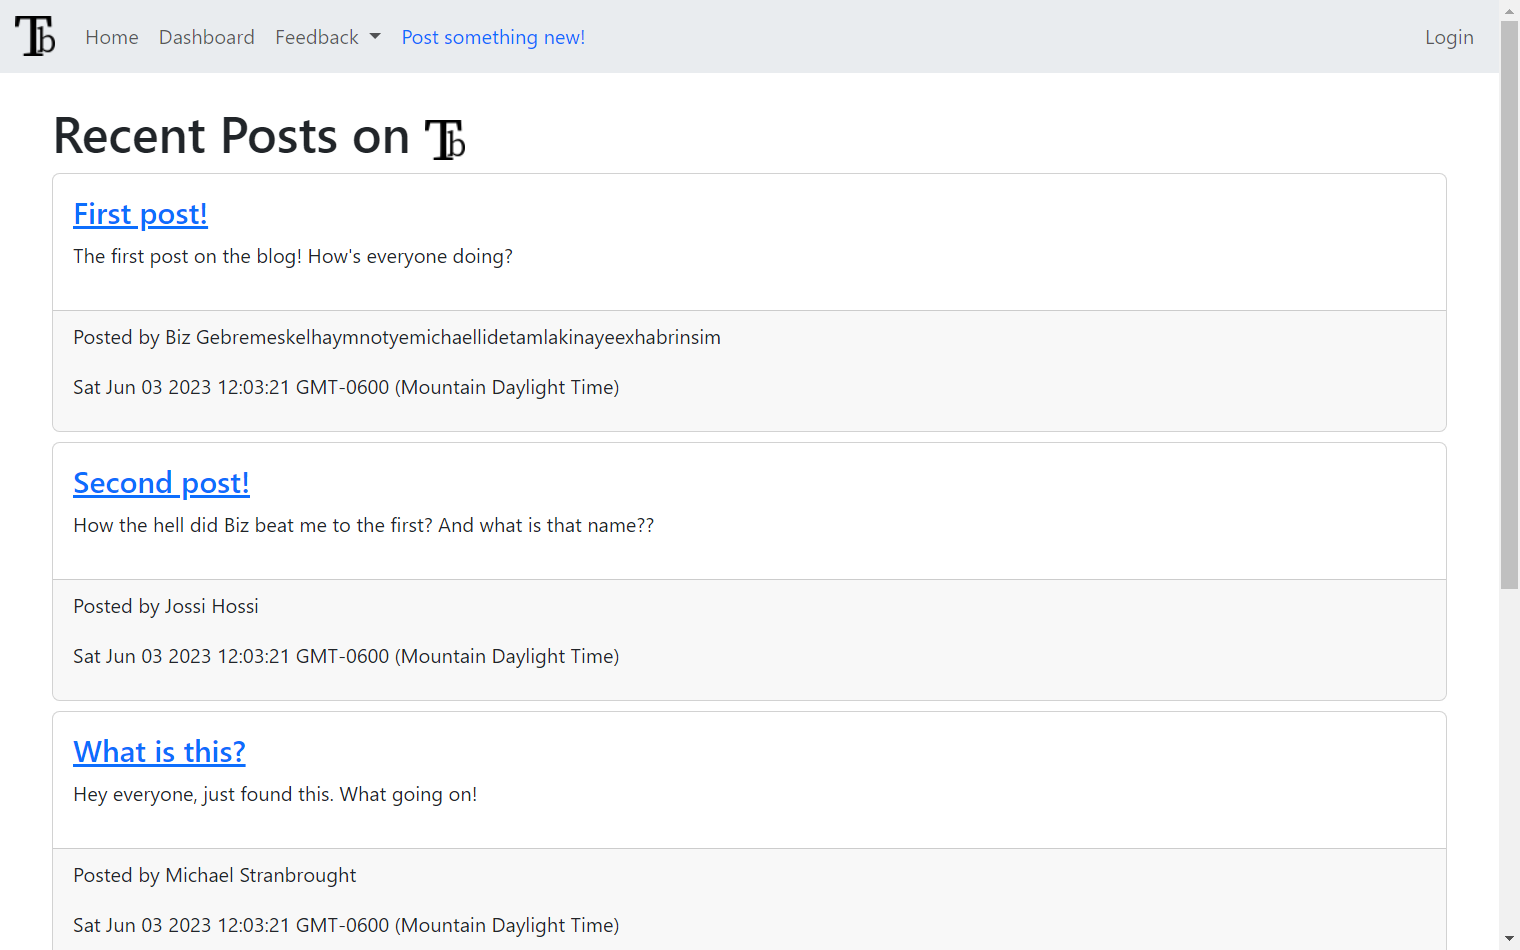 Tb
Home Dashboard Feedback Post something new! Login
Recent Posts on Tb
First post!
The first post on the blog! How's everyone doing?
Posted by Biz Gebremeskelhaymnotyemichaellidetamlakinayeexhabrinsim
Sat Jun 03 2023 12:03:21 GMT-0600 (Mountain Daylight Time)
Second post!
How the hell did Biz beat me to the first? And what is that name??
Posted by Jossi Hossi
Sat Jun 03 2023 12:03:21 GMT-0600 (Mountain Daylight Time)
What is this?
Hey everyone, just found this. What going on!
Posted by Michael Stranbrought
Sat Jun 03 2023 12:03:21 GMT-0600 (Mountain Daylight Time)